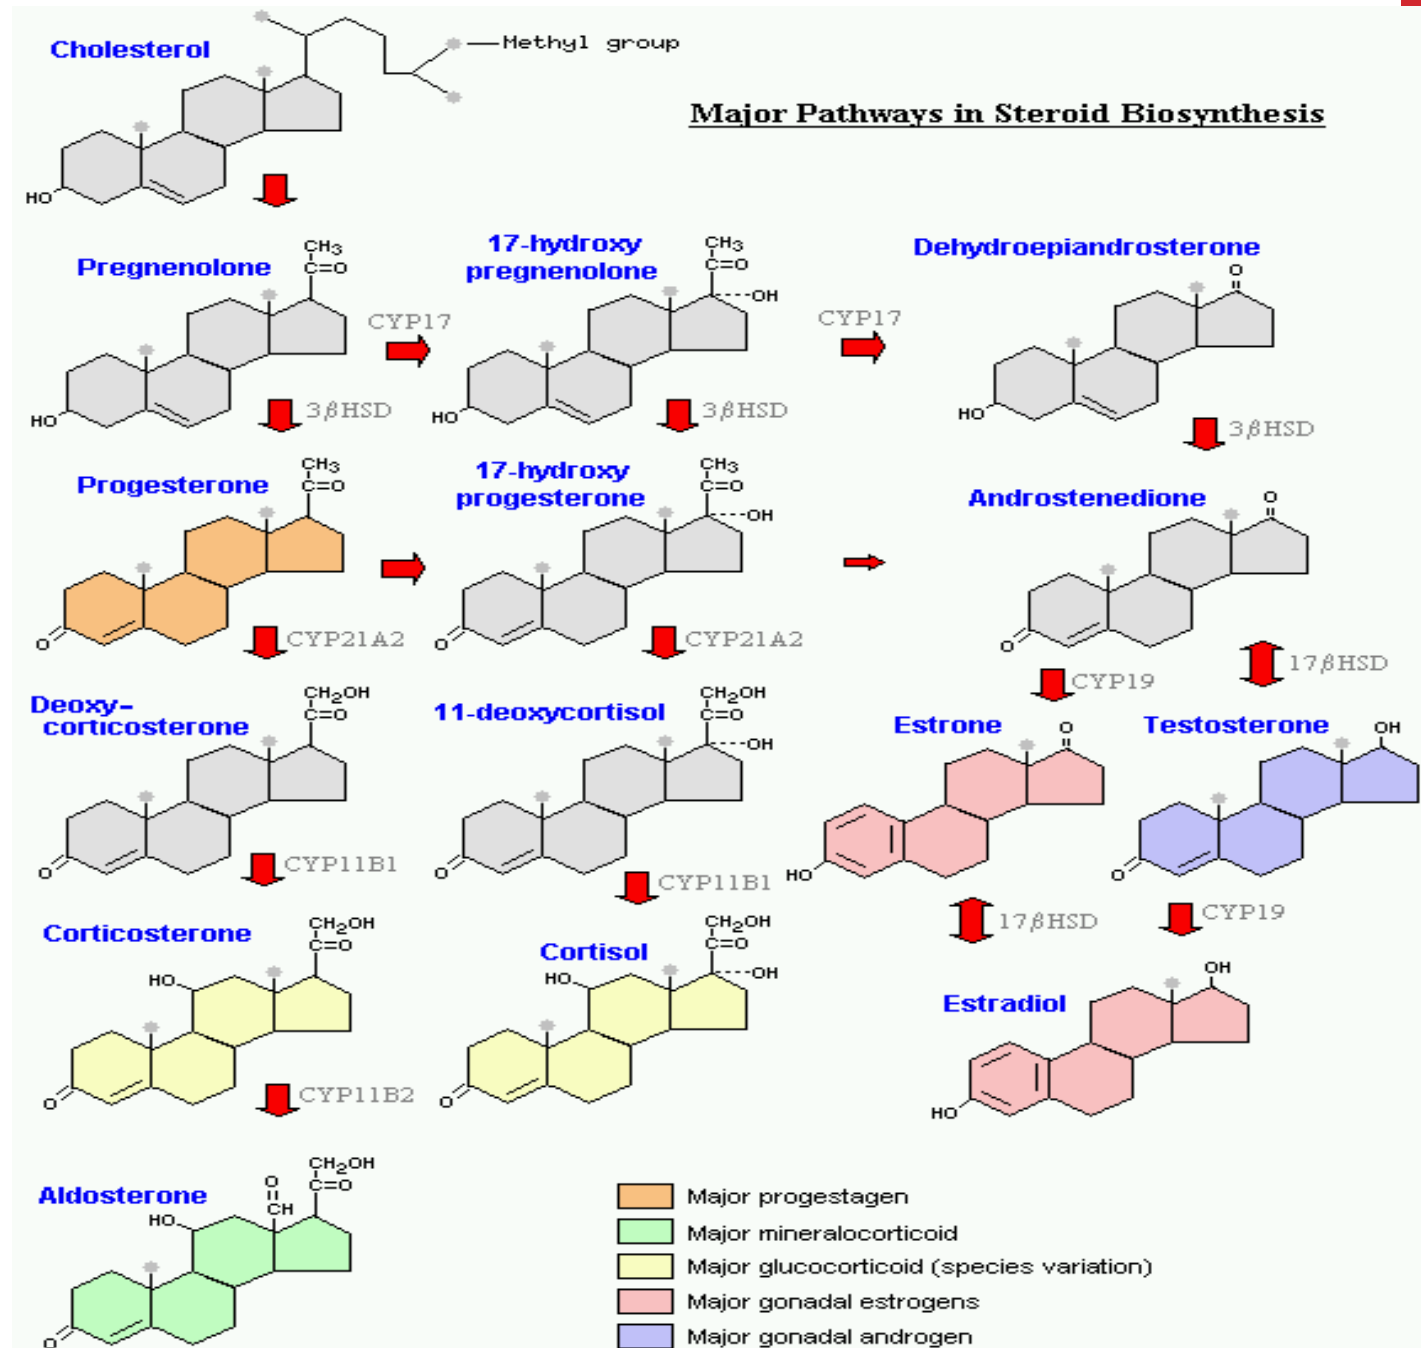 Cholesterol
Methyl group
Major Pathways in Steroid Biosynthesis
HO
Pregnenolone
CH₃
C=O
HO
CYP17
17-hydroxy
pregnenolone
CH₃
C=O
OH
HO
CYP17
Dehydroepiandrosterone
O
HO
3βHSD
3βHSD
3βHSD
Progesterone
CH₃
C=O
O
17-hydroxy
progesterone
CH₃
C=O
OH
O
Androstenedione
O
O
CYP21A2
CYP21A2
CYP19
17βHSD
Deoxy-
corticosterone
CH₂OH
C=O
O
11-deoxycortisol
CH₂OH
C=O
OH
O
Estrone
O
HO
Testosterone
OH
O
CYP11B1
CYP11B1
17βHSD
CYP19
Corticosterone
CH₂OH
C=O
HO
O
Cortisol
CH₂OH
C=O
HO
OH
O
Estradiol
OH
HO
CYP11B2
Aldosterone
CH₂OH
C=O
O
CH
HO
O
Major progestagen
Major mineralocorticoid
Major glucocorticoid (species variation)
Major gonadal estrogens
Major gonadal androgen